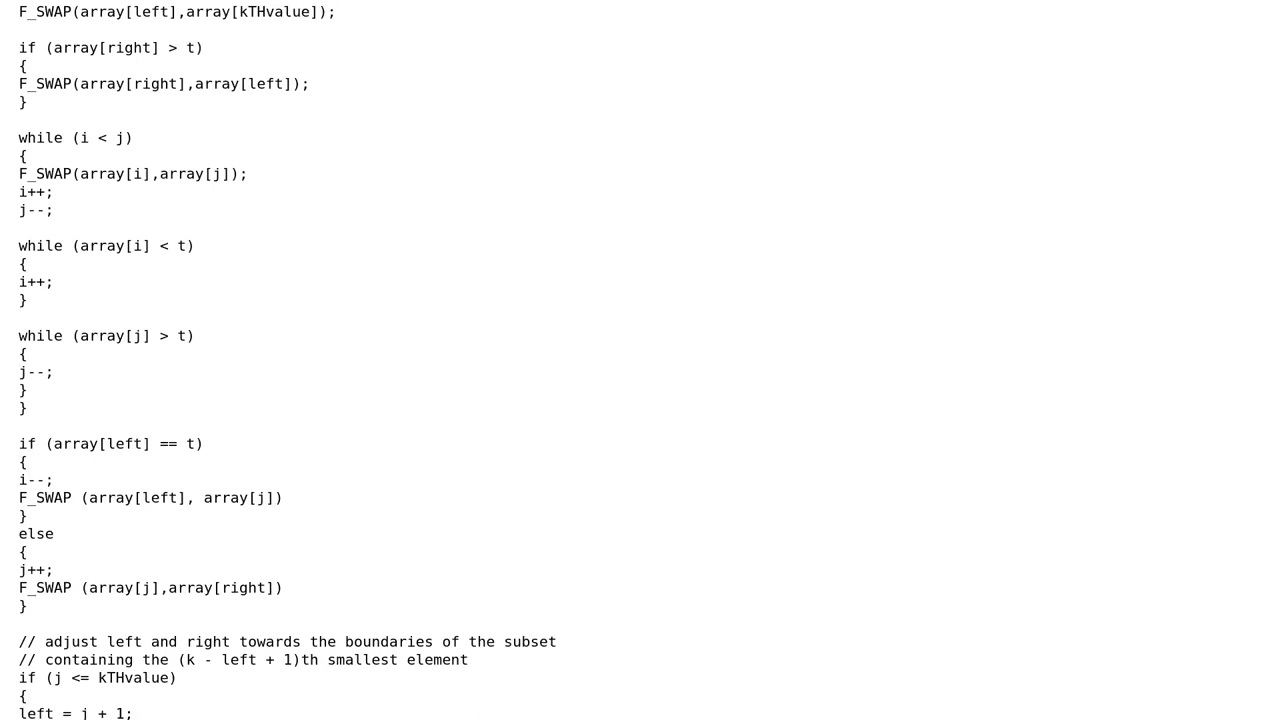 F_SWAP(array[left],array[kTHvalue]);
if (array[right] > t)
{
F_SWAP(array[right],array[left]);
}
while (i < j)
{
F_SWAP(array[i],array[j]);
i++;
j--;
while (array[i] < t)
{
i++;
}
while (array[j] > t)
{
j--;
}
}
if (array[left] == t)
{
i--;
F_SWAP (array[left], array[j])
}
else
{
j++;
F_SWAP (array[j],array[right])
}
// adjust left and right towards the boundaries of the subset
// containing the (k - left + 1)th smallest element
if (j <= kTHvalue)
{
left = j + 1;